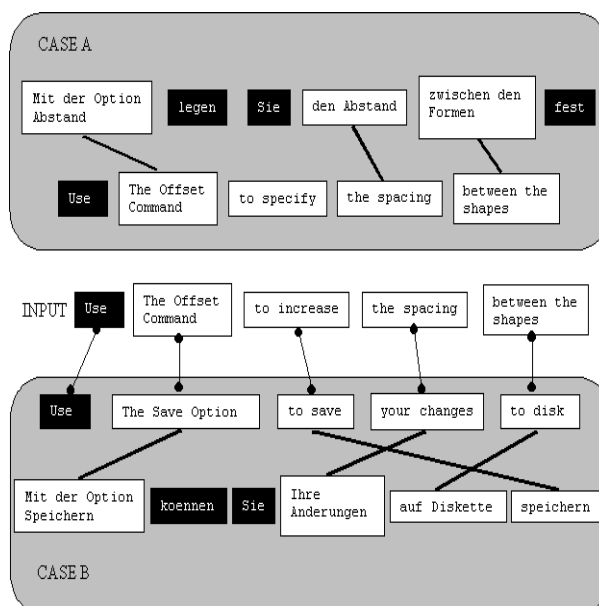 CASE A
Mit der Option
Abstand
legen
Sie
den Abstand
zwischen den
Formen
fest
Use
The Offset
Command
to specify
the spacing
between the
shapes
INPUT
Use
The Offset
Command
to increase
the spacing
between the
shapes
Use
The Save Option
to save
your changes
to disk
Mit der Option
Speichern
koennen
Sie
Ihre
Anderungen
auf Diskette
speichern
CASE B